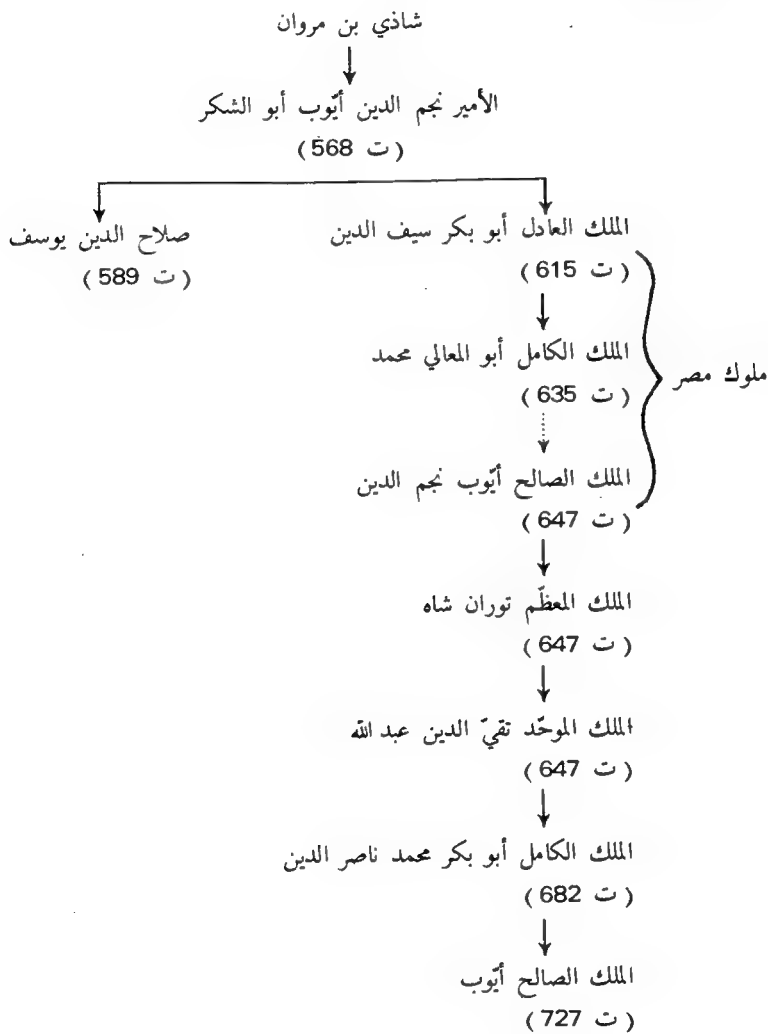 شاذي بن مروان
الأمير نجم الدين أيّوب أبو الشكر
(ت 568)
الملك العادل أبو بكر سيف الدين
(ت 615)
صلاح الدين يوسف
(ت 589)
الملك الكامل أبو المعالي محمد
(ت 635)
ملوك مصر
الملك الصالح أيّوب نجم الدين
(ت 647)
الملك المعظّم توران شاه
(ت 647)
الملك الموحّد تقيّ الدين عبد الله
(ت 647)
الملك الكامل أبو بكر محمد ناصر الدين
(ت 682)
الملك الصالح أيّوب
(ت 727)